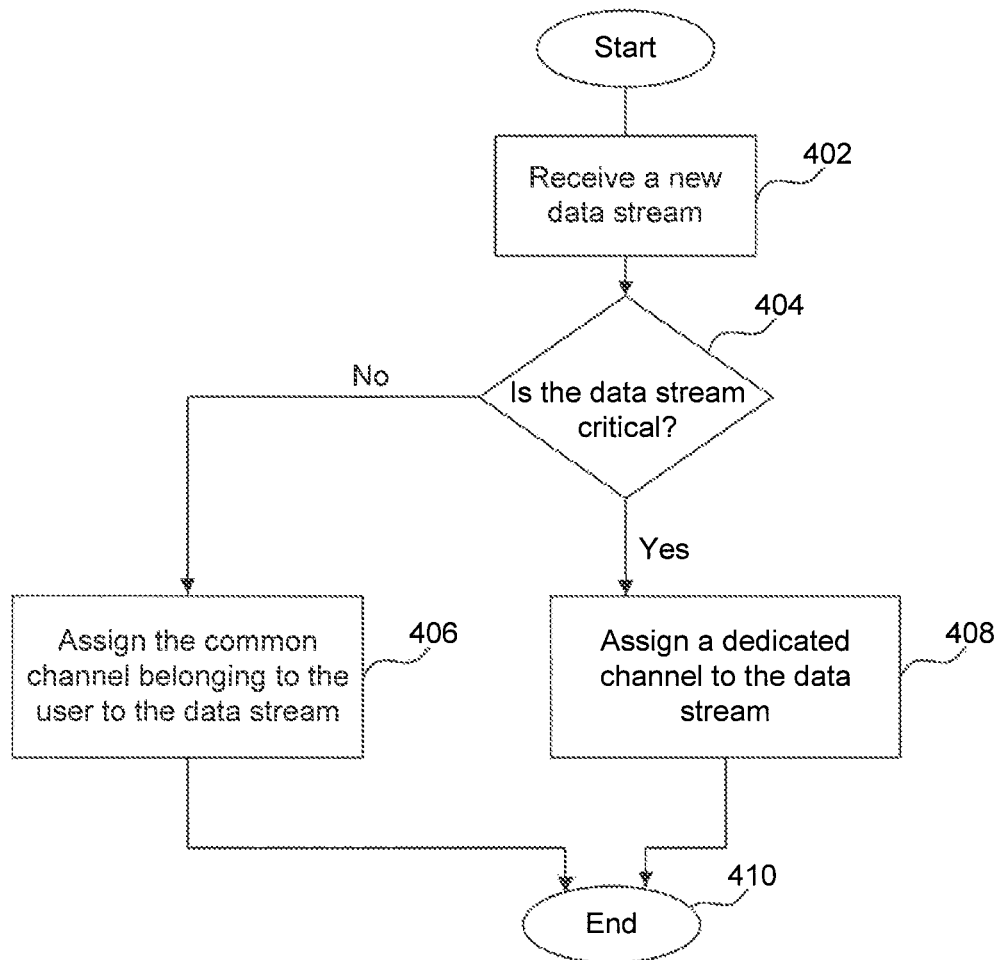 Start
402
Receive a new
data stream
404
Is the data stream
critical?
No
Yes
406
Assign the common
channel belonging to the
user to the data stream
408
Assign a dedicated
channel to the data
stream
410
End